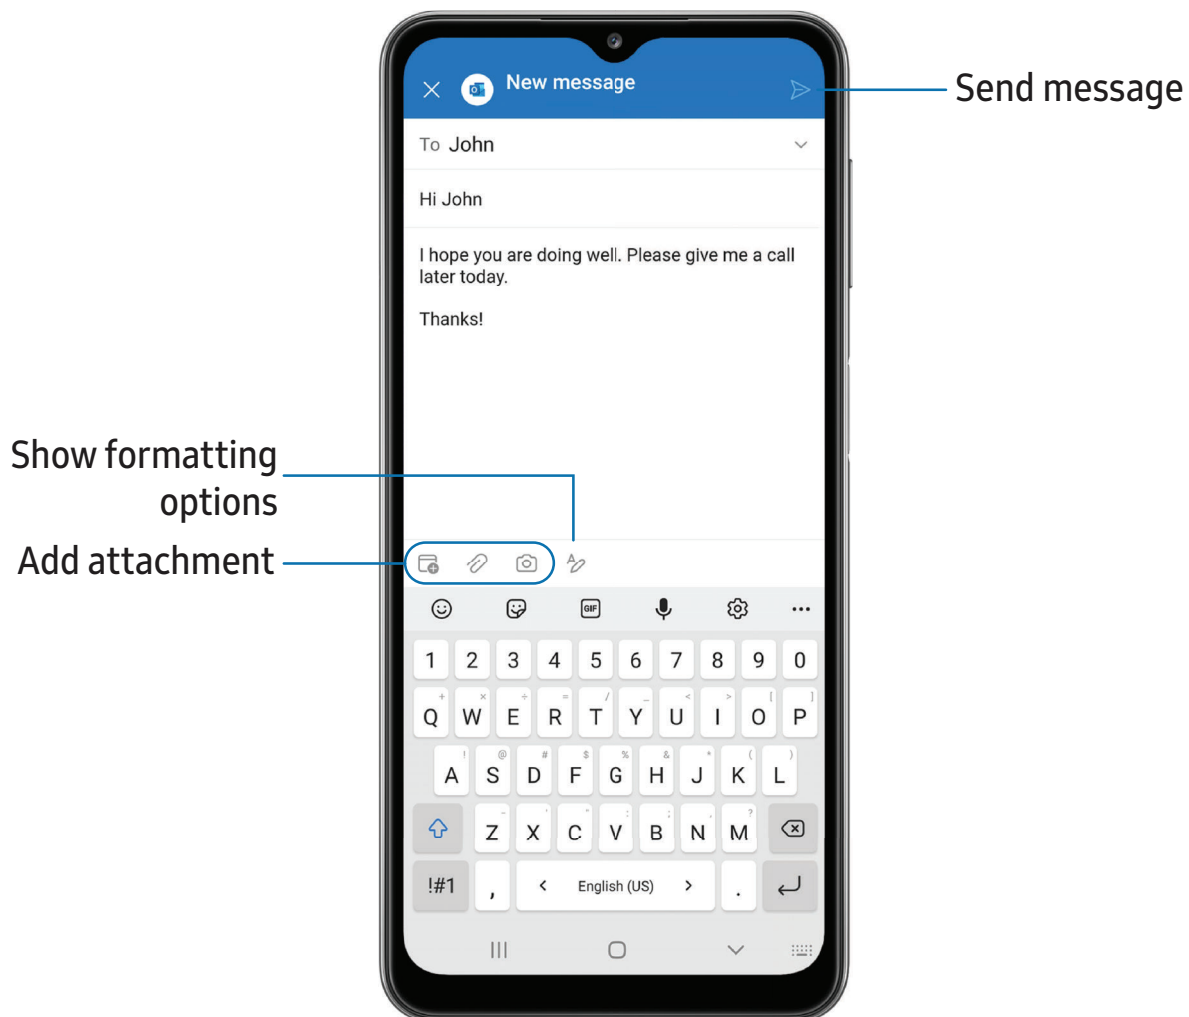 New message
Send message
To John
Hi John
I hope you are doing well. Please give me a call
later today.
Thanks!
Show formatting
options
Add attachment
GIF
1 2 3 4 5 6 7 8 9 0
+ × ÷ = / _ < > [ ]
Q W E R T Y U I O P
! @ # $ % & * ( )
A S D F G H J K L
- ' " : ; , ?
Z X C V B N M
!#1 , < English (US) > .